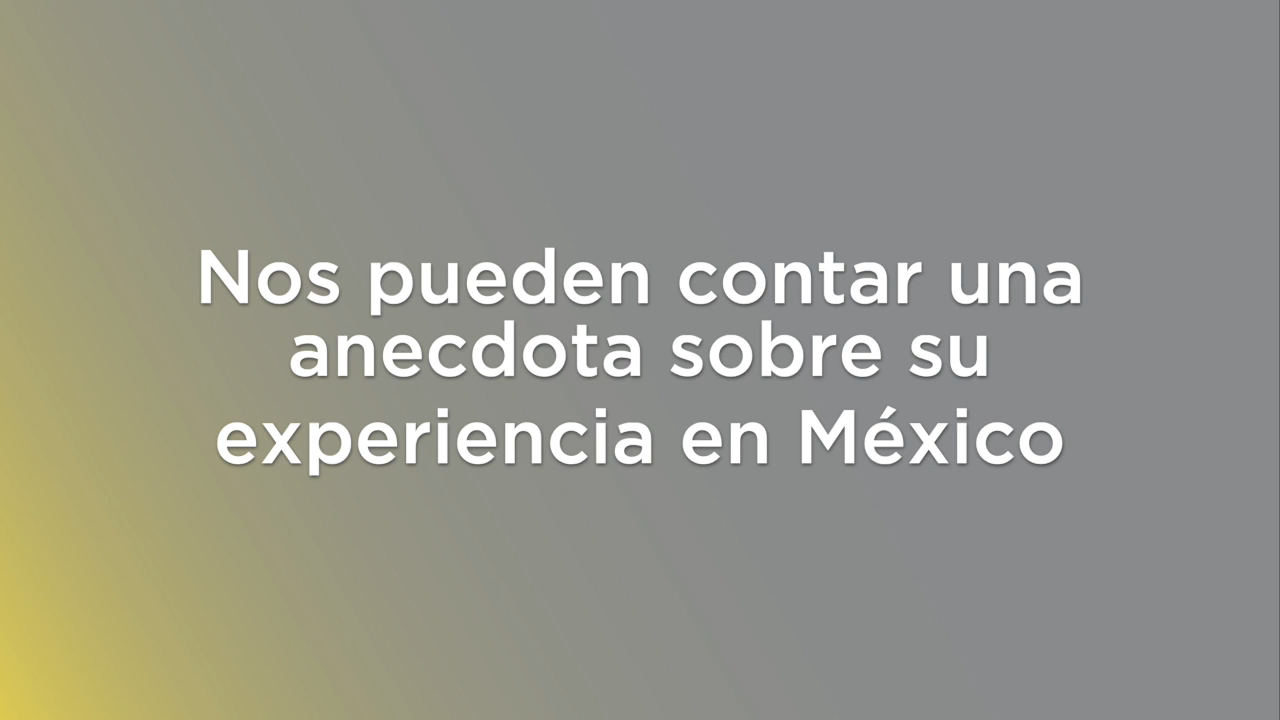 Nos pueden contar una
anecdota sobre su
experiencia en México